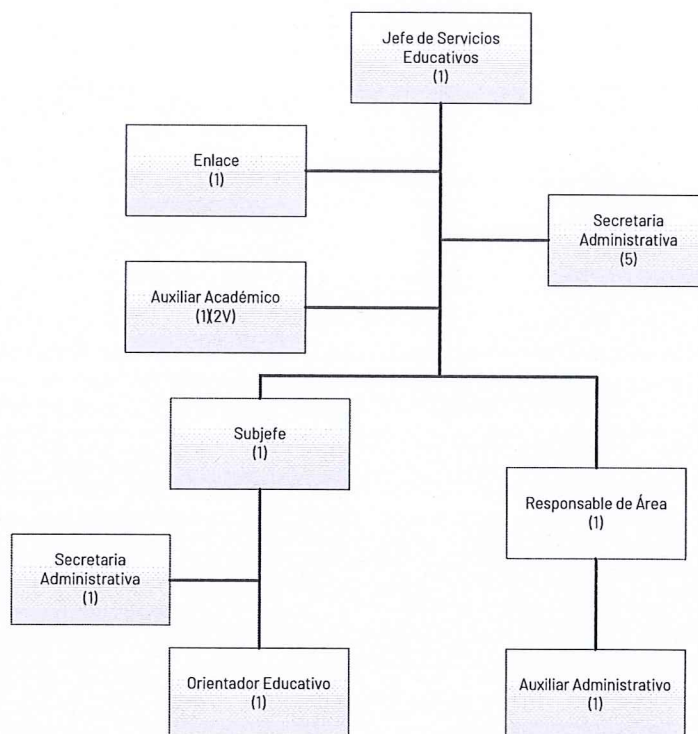 Jefe de Servicios
Educativos
(1)
Enlace
(1)
Secretaria
Administrativa
(5)
Auxiliar Académico
(1)(2V)
Subjefe
(1)
Responsable de Área
(1)
Secretaria
Administrativa
(1)
Orientador Educativo
(1)
Auxiliar Administrativo
(1)